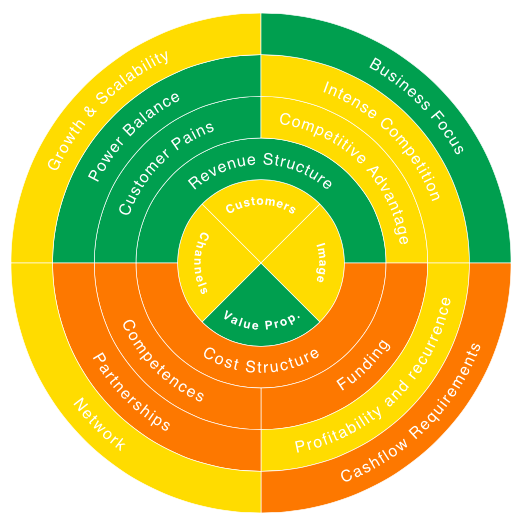 Growth & Scalability
Business Focus
Power Balance
Intense Competition
Customer Pains
Competitive Advantage
Revenue Structure
Customers
Channels
Image
Value Prop.
Cost Structure
Competences
Funding
Partnerships
Profitability and recurrence
Network
Cashflow Requirements